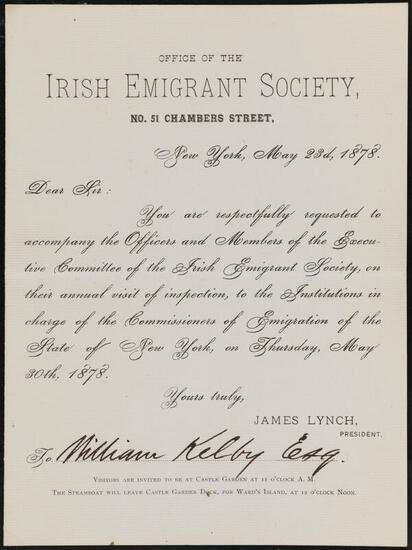 OFFICE OF THE
IRISH EMIGRANT SOCIETY,
NO. 51 CHAMBERS STREET,
New York, May 23d, 1878.
Dear Sir:
You are respectfully requested to
accompany the Officers and Members of the Execu-
tive Committee of the Irish Emigrant Society, on
their annual visit of inspection, to the Institutions in
charge of the Commissioners of Emigration of the
State of New York, on Thursday, May
30th, 1878.
Yours truly,
JAMES LYNCH,
PRESIDENT.
To William Kelby Esq.
VISITORS ARE INVITED TO BE AT CASTLE GARDEN AT 11 O'CLOCK A. M.
THE STEAMBOAT WILL LEAVE CASTLE GARDEN DOCK, FOR WARD'S ISLAND, AT 12 O'CLOCK NOON.